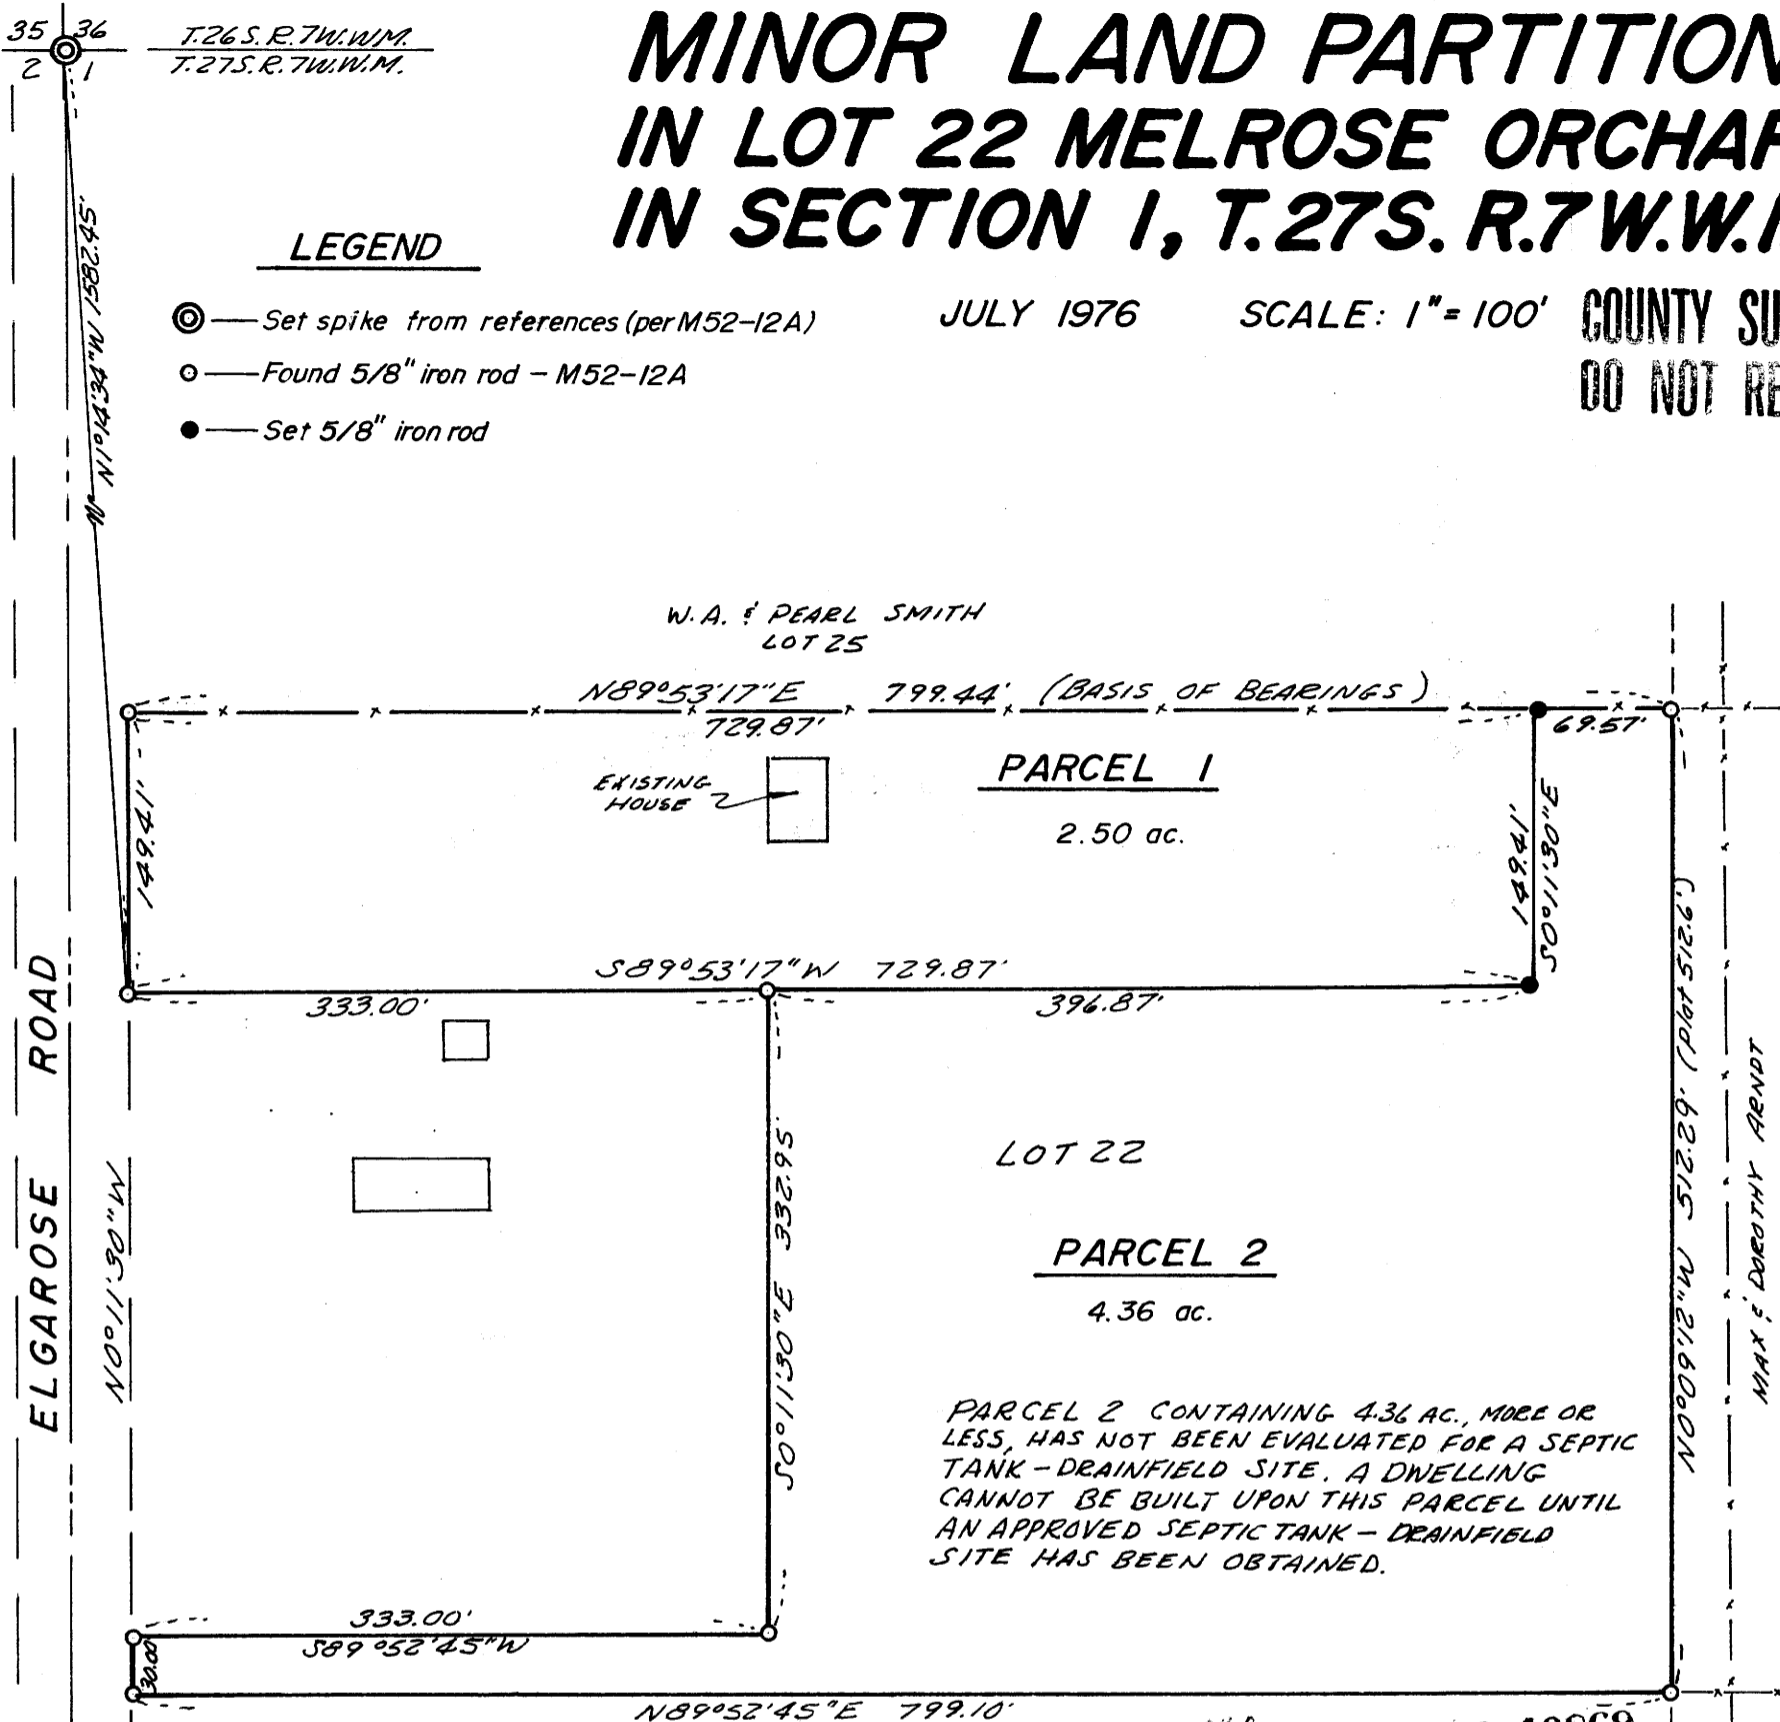 35 36
2 1
T.26S.R.7W.W.M.
T.27S.R.7W.W.M.
MINOR LAND PARTITION
IN LOT 22 MELROSE ORCHAR
IN SECTION 1, T.27S. R.7W.W.M
JULY 1976 SCALE: 1"=100'
COUNTY SU
DO NOT RE
LEGEND
Set spike from references (per M52-12A)
Found 5/8" iron rod - M52-12A
Set 5/8" iron rod
N1°14'34"W 1582.45'
W.A. & PEARL SMITH
LOT 25
N89°53'17"E 799.44' (BASIS OF BEARINGS)
729.87'
69.57'
EXISTING
HOUSE
PARCEL 1
2.50 ac.
149.41'
149.41'
S0°11'30"E
S89°53'17"W 729.87'
333.00'
396.87'
ELGAROSE ROAD
N0°11'30"W
S0°11'30"E 332.95'
LOT 22
PARCEL 2
4.36 ac.
N0°09'12"W 512.29' (plat 512.6')
MAX & DOROTHY ARNDT
PARCEL 2 CONTAINING 4.36 AC., MORE OR
LESS, HAS NOT BEEN EVALUATED FOR A SEPTIC
TANK-DRAINFIELD SITE. A DWELLING
CANNOT BE BUILT UPON THIS PARCEL UNTIL
AN APPROVED SEPTIC TANK - DRAINFIELD
SITE HAS BEEN OBTAINED.
333.00'
S89°52'45"W
30.00'
N89°52'45"E 799.10'